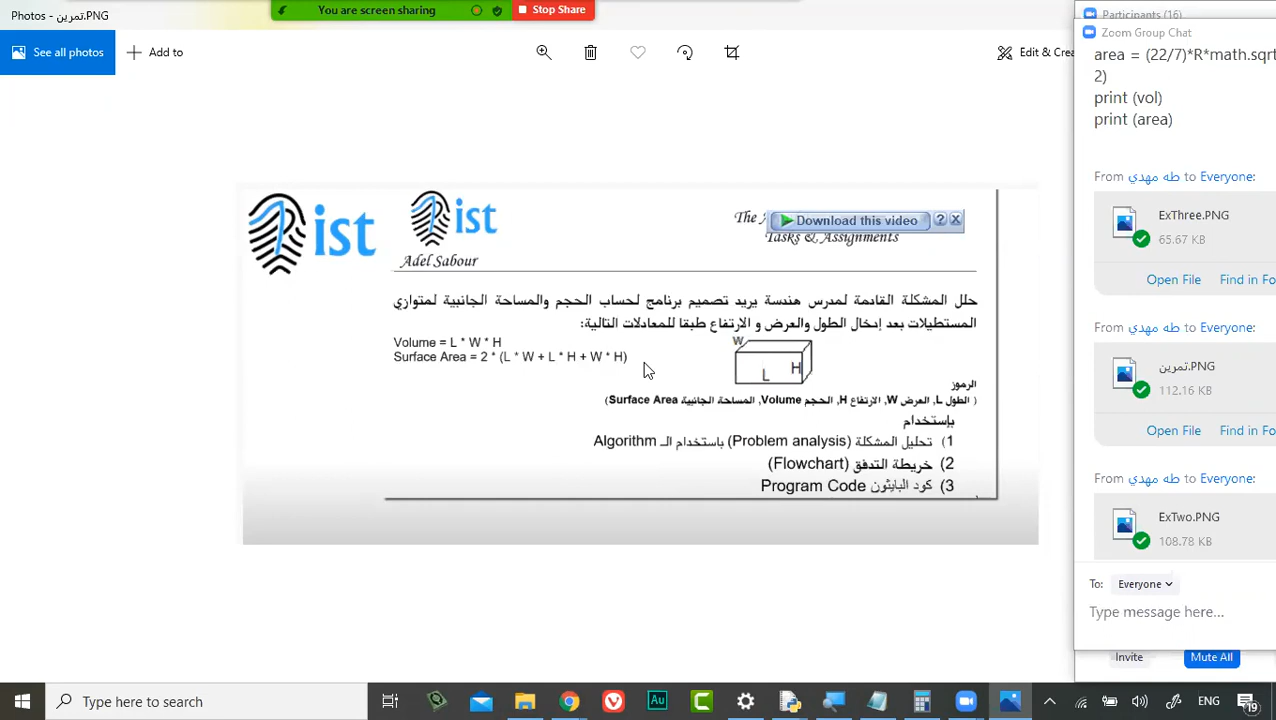 You are screen sharing
Stop Share
Photos - تمرين.PNG
See all photos
Add to
Edit & Crea
Participants (16)
Zoom Group Chat
area = (22/7)*R*math.sqrt
2)
print (vol)
print (area)
From طه مهدي to Everyone:
ExThree.PNG
65.67 KB
Open File
Find in Fo
From طه مهدي to Everyone:
تمرين.PNG
112.16 KB
Open File
Find in Fo
From طه مهدي to Everyone:
ExTwo.PNG
108.78 KB
To: Everyone
Type message here...
Invite
Mute All
ist
ist
Adel Sabour
The
Download this video
Tasks & Assignments
حلل المشكلة القادمة لمدرس هندسة يريد تصميم برنامج لحساب الحجم والمساحة الجانبية لمتوازي
المستطيلات بعد إدخال الطول والعرض و الارتفاع طبقا للمعادلات التالية:
Volume = L * W * H
Surface Area = 2 * (L * W + L * H + W * H)
W
H
L
الرموز
( الطول L, العرض W, الارتفاع H, الحجم Volume, المساحة الجانبية Surface Area)
بإستخدام
1) تحليل المشكلة (Problem analysis) باستخدام الـ Algorithm
2) خريطة التدفق (Flowchart)
3) كود البايثون Program Code
Type here to search
Au
ENG
19